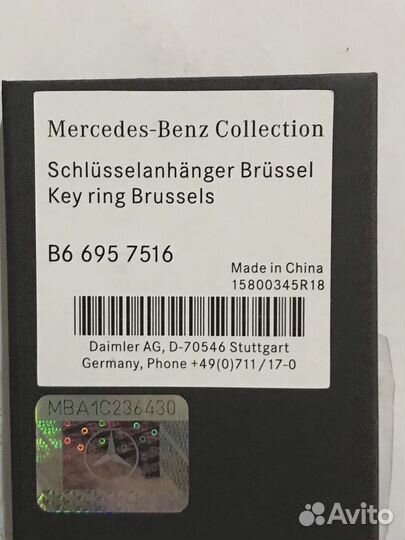 Mercedes-Benz Collection
Schlüsselanhänger Brüssel
Key ring Brussels
B6 695 7516
Made in China
15800345R18
Daimler AG, D-70546 Stuttgart
Germany, Phone +49(0)711/17-0
MBA1C236430
Avito